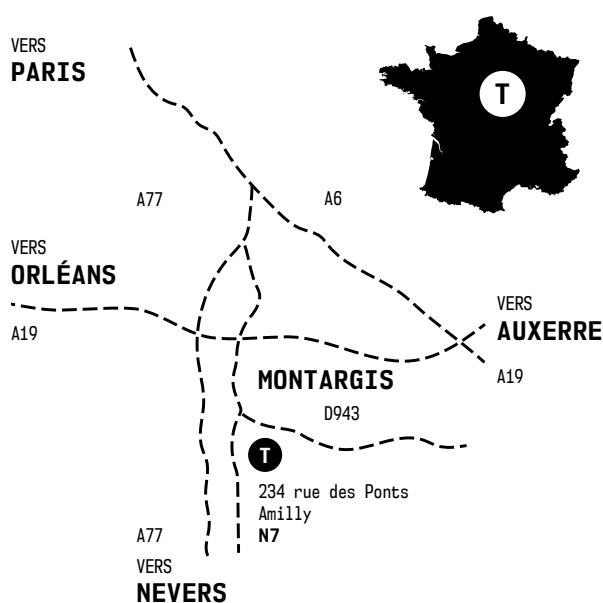 VERS
PARIS
T
A77
A6
VERS
ORLÉANS
A19
VERS
AUXERRE
A19
MONTARGIS
D943
T
234 rue des Ponts
Amilly
N7
A77
VERS
NEVERS